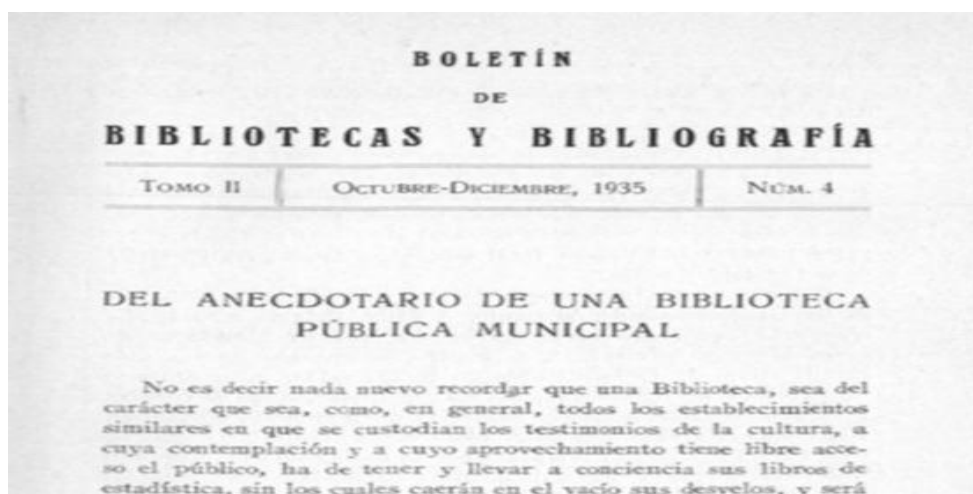 BOLETÍN
DE
BIBLIOTECAS Y BIBLIOGRAFÍA
TOMO II OCTUBRE-DICIEMBRE, 1935 NÚM. 4
DEL ANECDOTARIO DE UNA BIBLIOTECA
PÚBLICA MUNICIPAL
No es decir nada nuevo recordar que una Biblioteca, sea del
carácter que sea, como, en general, todos los establecimientos
similares en que se custodian los testimonios de la cultura, a
cuya contemplación y a cuyo aprovechamiento tiene libre acce-
so el público, ha de tener y llevar a conciencia sus libros de
estadística, sin los cuales caerán en el vacío sus desvelos, y será